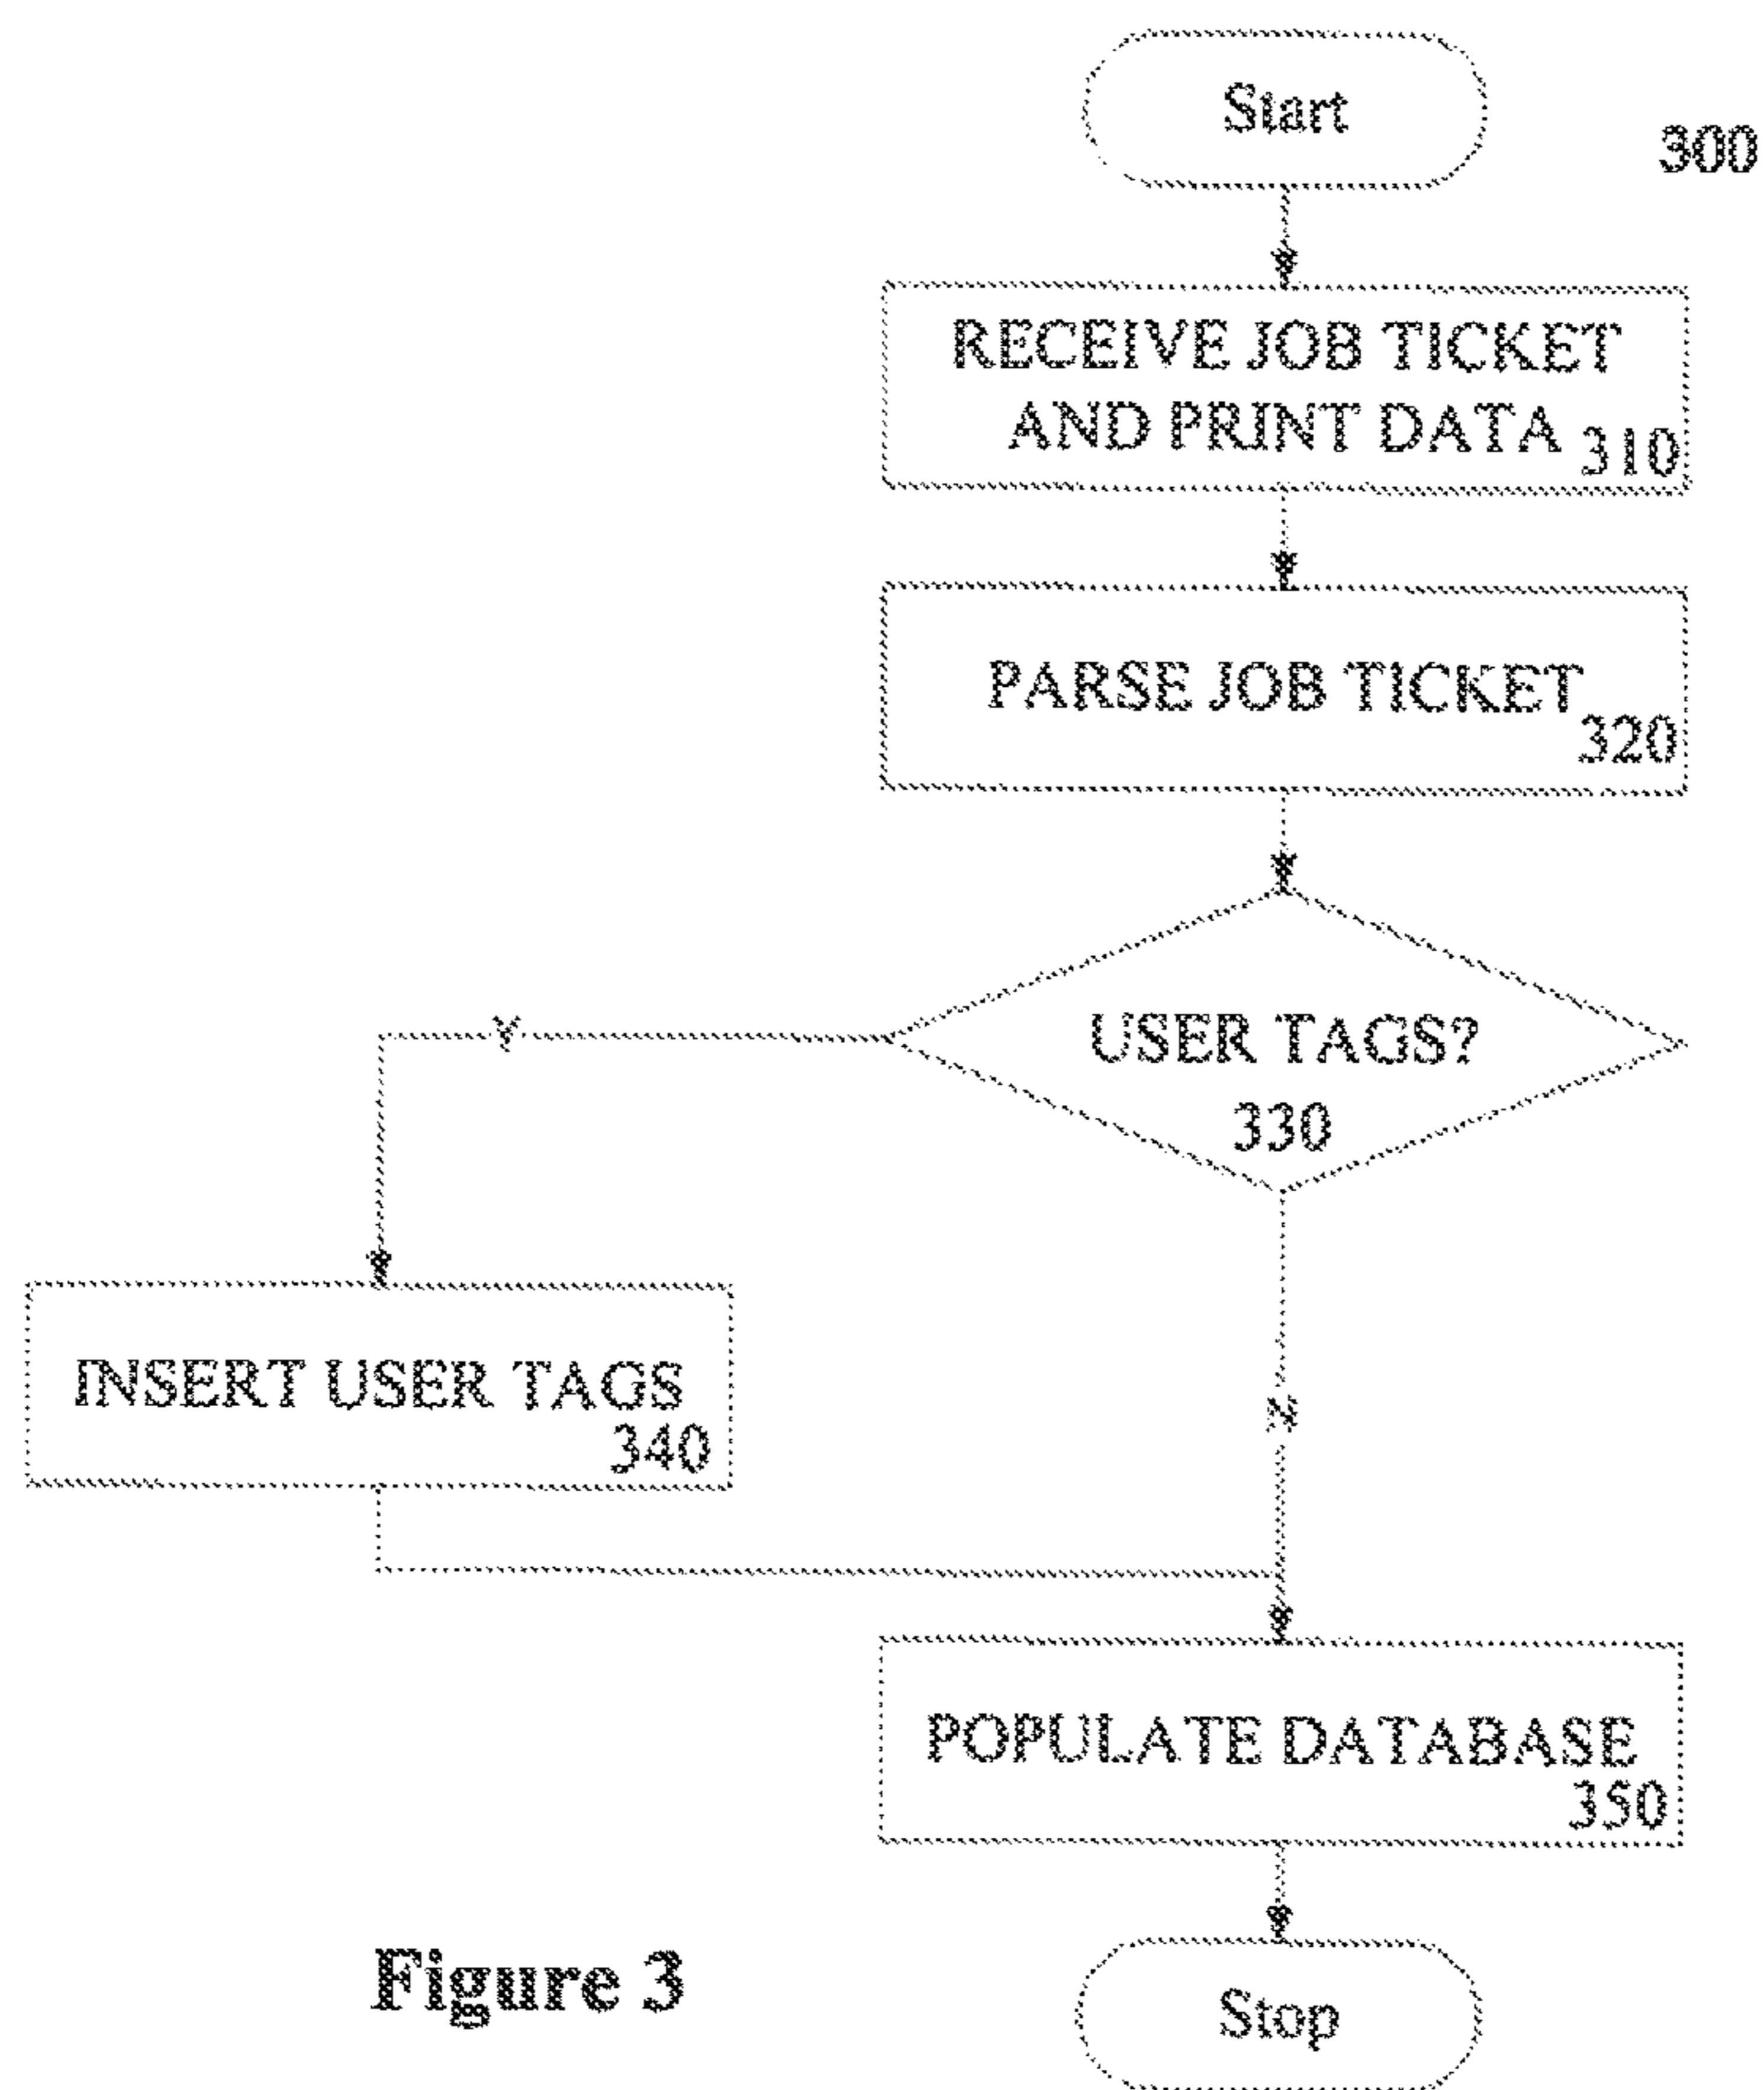 Start
300
RECEIVE JOB TICKET
AND PRINT DATA
310
PARSE JOB TICKET
320
USER TAGS?
330
Y
INSERT USER TAGS
340
N
POPULATE DATABASE
350
Stop
Figure 3